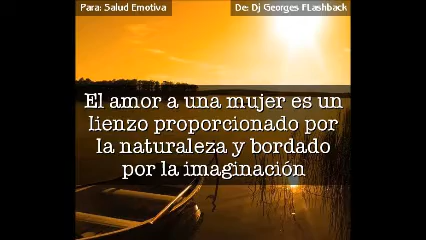 Para: Salud Emotiva
De: Dj Georges FLashback
El amor a una mujer es un
lienzo proporcionado por
la naturaleza y bordado
por la imaginación